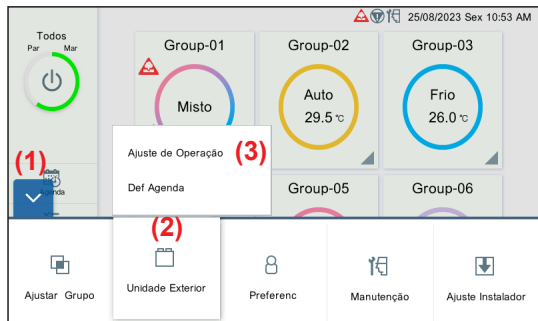 25/08/2023 Sex 10:53 AM
Todos
Par Mar
Group-01
Group-02
Group-03
Misto
Auto
29.5 ℃
Frio
26.0 ℃
(1)
Ajuste de Operação
(3)
Def Agenda
Group-05
Group-06
(2)
Ajustar Grupo
Unidade Exterior
Preferenc
Manutenção
Ajuste Instalador